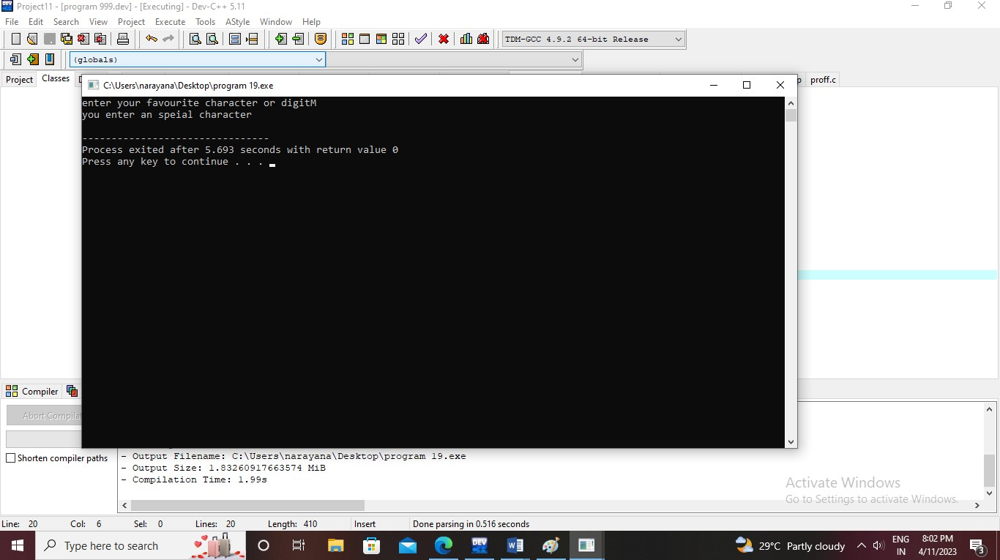 Project11 - [program 999.dev] - [Executing] - Dev-C++ 5.11
File Edit Search View Project Execute Tools AStyle Window Help
TDM-GCC 4.9.2 64-bit Release
(globals)
Project Classes proff.c
C:\Users\narayana\Desktop\program 19.exe
enter your favourite character or digitM
you enter an speial character
--------------------------------
Process exited after 5.693 seconds with return value 0
Press any key to continue . . .
Compiler
Abort Compilat
Shorten compiler paths
- Output Filename: C:\Users\narayana\Desktop\program 19.exe
- Output Size: 1.83260917663574 MiB
- Compilation Time: 1.99s
Activate Windows
Go to Settings to activate Windows.
Line: 20 Col: 6 Sel: 0 Lines: 20 Length: 410 Insert Done parsing in 0.516 seconds
Type here to search
DEV
29°C Partly cloudy
ENG
IN
8:02 PM
4/11/2023
3